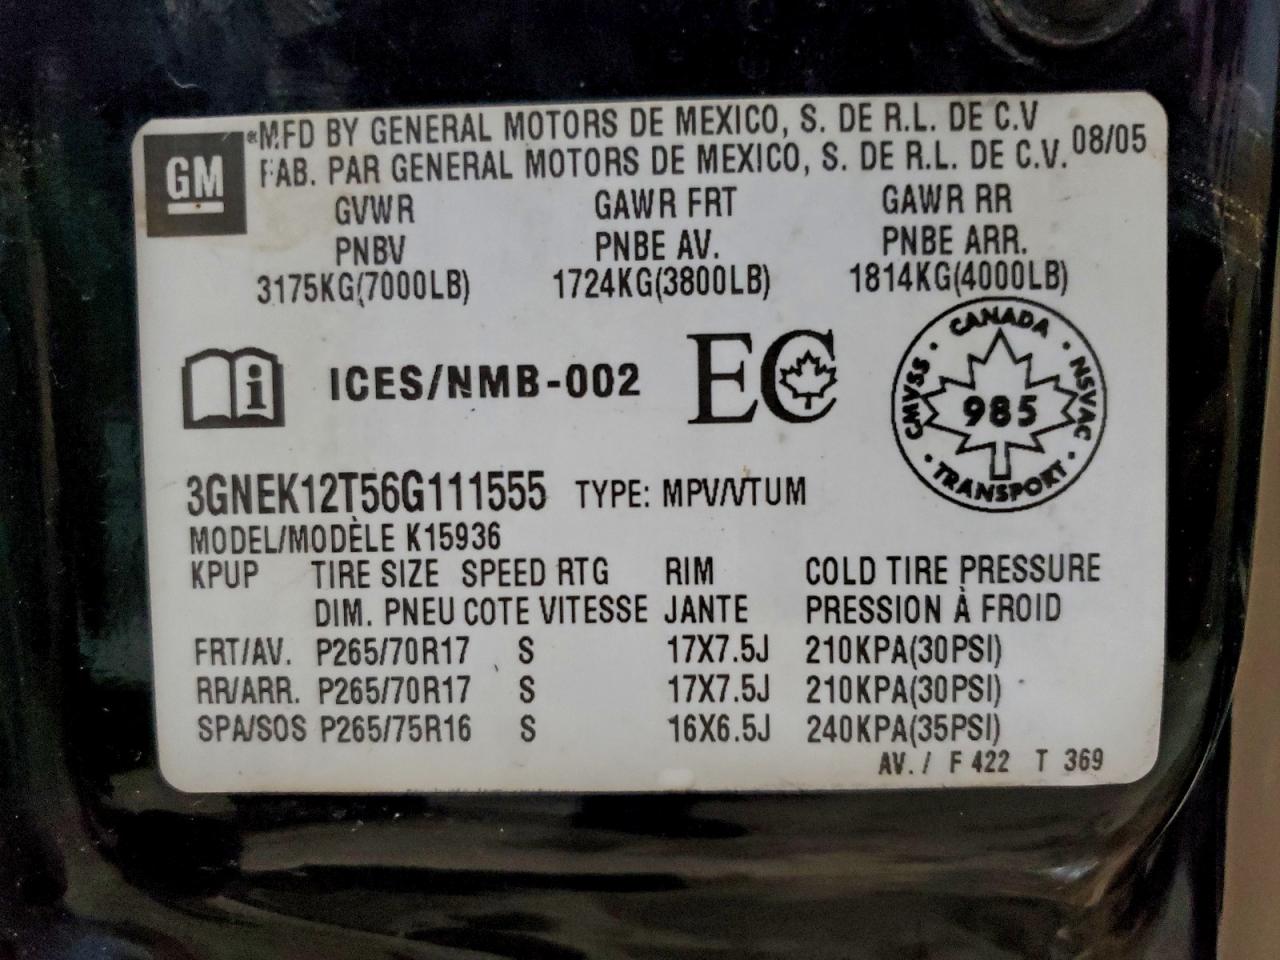 GM
®MFD BY GENERAL MOTORS DE MEXICO, S. DE R.L. DE C.V
FAB. PAR GENERAL MOTORS DE MEXICO, S. DE R.L. DE C.V. 08/05
GVWR GAWR FRT GAWR RR
PNBV PNBE AV. PNBE ARR.
3175KG(7000LB) 1724KG(3800LB) 1814KG(4000LB)
i ICES/NMB-002 EC
CANADA · NSVAC · TRANSPORT · CMVSS ·
985
3GNEK12T56G111555 TYPE: MPV/VTUM
MODEL/MODÈLE K15936
KPUP TIRE SIZE SPEED RTG RIM COLD TIRE PRESSURE
DIM. PNEU COTE VITESSE JANTE PRESSION À FROID
FRT/AV. P265/70R17 S 17X7.5J 210KPA(30PSI)
RR/ARR. P265/70R17 S 17X7.5J 210KPA(30PSI)
SPA/SOS P265/75R16 S 16X6.5J 240KPA(35PSI)
AV. / F 422 T 369